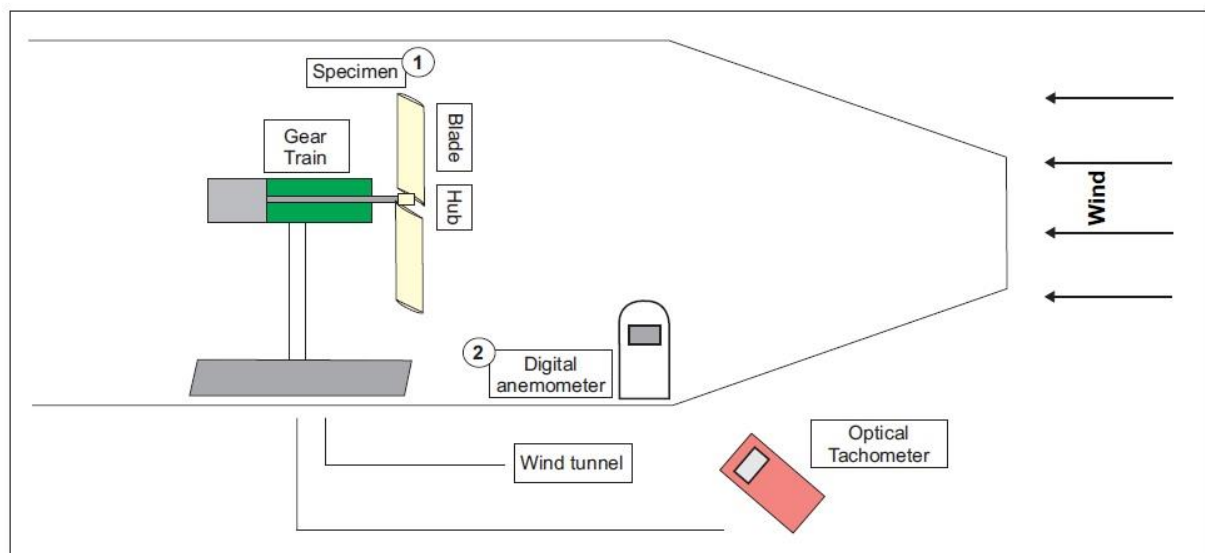 Specimen
1
Blade
Gear
Train
Hub
Wind
2
Digital
anemometer
Optical
Tachometer
Wind tunnel